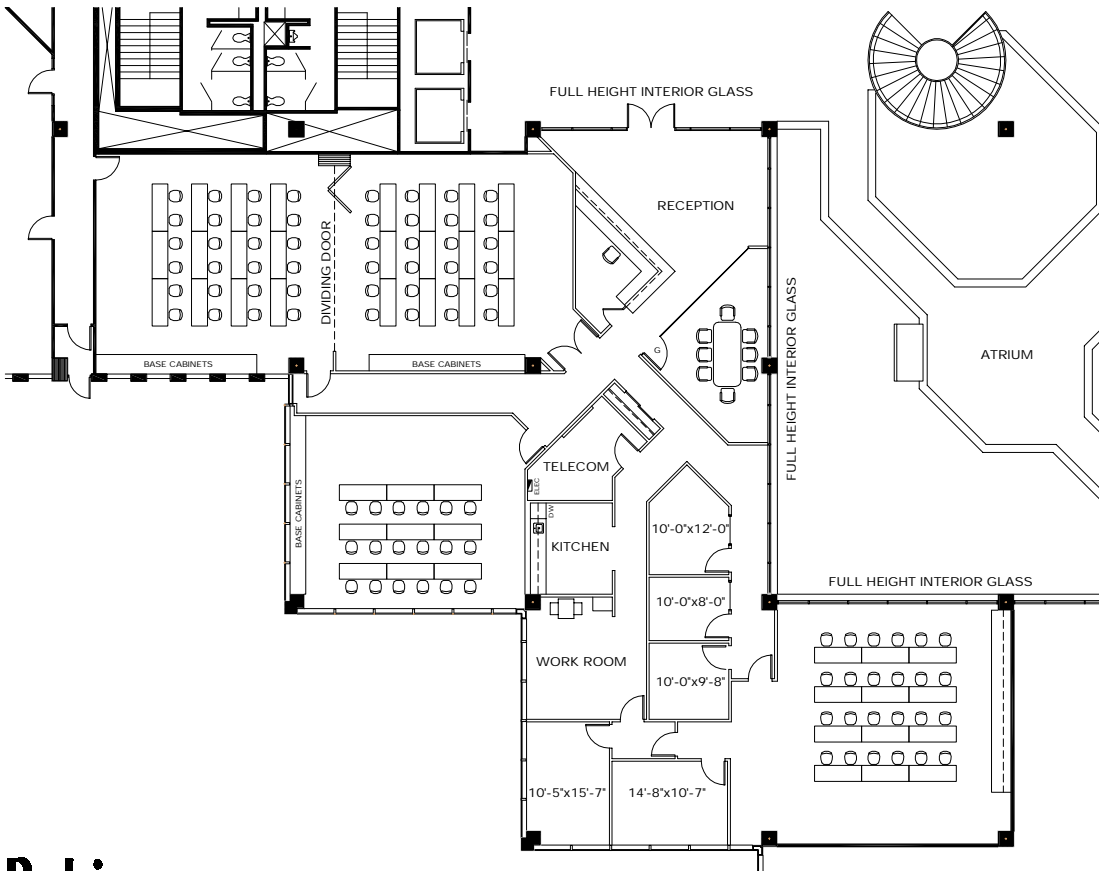 FULL HEIGHT INTERIOR GLASS
RECEPTION
DIVIDING DOOR
FULL HEIGHT INTERIOR GLASS
ATRIUM
G
BASE CABINETS
BASE CABINETS
TELECOM
ELEC
BASE CABINETS
DW
10'-0"x12'-0"
KITCHEN
FULL HEIGHT INTERIOR GLASS
10'-0"x8'-0"
WORK ROOM
10'-0"x9'-8"
10'-5"x15'-7"
14'-8"x10'-7"